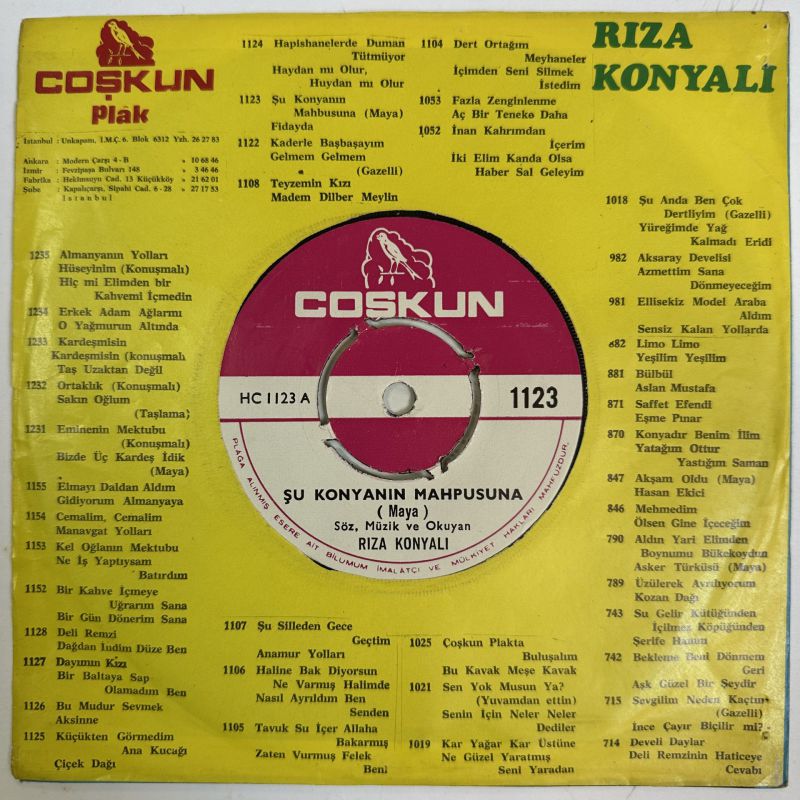 COŞKUN
Plak
İstanbul : Unkapanı, İ.M.Ç. 6. Blok 6312 Yzh. 26 27 83
Ankara : Modern Çarşı 4 - B » 10 68 46
İzmir : Fevzipaşa Bulvarı 148 » 3 46 46
Fabrika : Hekimsuyu Cad. 13 Küçükköy » 21 62 01
Şube : Kapalıçarşı, Sipahi Cad. 6-28 » 27 17 53
İstanbul
1124 Hapishanelerde Duman
Tütmüyor
Haydan mı Olur,
Huydan mı Olur
1123 Şu Konyanın
Mahbusuna (Maya)
Fidayda
1122 Kaderle Başbaşayım
Gelmem Gelmem
(Gazelli)
1108 Teyzemin Kızı
Madem Dilber Meylin
1104 Dert Ortağım
Meyhaneler
İçimden Seni Silmek
İstedim
1053 Fazla Zenginlenme
Aç Bir Teneke Daha
1052 İnan Kahrımdan
İçerim
İki Elim Kanda Olsa
Haber Sal Geleyim
RIZA
KONYALI
1235 Almanyanın Yolları
Hüseyinim (Konuşmalı)
Hiç mi Elimden bir
Kahvemi İçmedin
1234 Erkek Adam Ağlarmı
O Yağmurun Altında
1233 Kardeşmisin
Kardeşmisin (konuşmalı
Taş Uzaktan Değil
1232 Ortaklık (Konuşmalı)
Sakın Oğlum
(Taşlama)
1231 Eminenin Mektubu
(Konuşmalı)
Bizde Üç Kardeş İdik
(Maya)
1155 Elmayı Daldan Aldım
Gidiyorum Almanyaya
1154 Cemalim, Cemalim
Manavgat Yolları
1153 Kel Oğlanın Mektubu
Ne İş Yaptıysam
Batırdım
1152 Bir Kahve İçmeye
Uğrarım Sana
Bir Gün Dönerim Sana
1128 Deli Remzi
Dağdan İndim Düze Ben
1127 Dayımın Kızı
Bir Baltaya Sap
Olamadım Ben
1126 Bu Mudur Sevmek
Aksinne
1125 Küçükten Görmedim
Ana Kucağı
Çiçek Dağı
COŞKUN
HC 1123 A
1123
ŞU KONYANIN MAHPUSUNA
( Maya )
Söz, Müzik ve Okuyan
RIZA KONYALI
PLAĞA ALINMIŞ ESERE AİT BİLUMUM İMALATÇI VE MÜLKİYET HAKLARI MAHFUZDUR.
1107 Şu Silleden Gece
Geçtim
Anamur Yolları
1106 Haline Bak Diyorsun
Ne Varmış Halimde
Nasıl Ayrıldım Ben
Senden
1105 Tavuk Su İçer Allaha
Bakarmış
Zaten Vurmuş Felek
Beni
1025 Çoşkun Plakta
Buluşalım
Bu Kavak Meşe Kavak
1021 Sen Yok Musun Ya?
(Yuvamdan ettin)
Senin İçin Neler Neler
Dediler
1019 Kar Yağar Kar Üstüne
Ne Güzel Yaratmış
Seni Yaradan
1018 Şu Anda Ben Çok
Dertliyim (Gazelli)
Yüreğimde Yağ
Kalmadı Eridi
982 Aksaray Develisi
Azmettim Sana
Dönmeyeceğim
981 Ellisekiz Model Araba
Aldım
Sensiz Kalan Yollarda
682 Limo Limo
Yeşilim Yeşilim
881 Bülbül
Aslan Mustafa
871 Saffet Efendi
Eşme Pınar
870 Konyadır Benim İlim
Yatağım Ottur
Yastığım Saman
847 Akşam Oldu (Maya)
Hasan Ekici
846 Mehmedim
Ölsen Gine İçeceğim
790 Aldın Yari Elimden
Boynumu Bükekoydun
Asker Türküsü (Maya)
789 Üzülerek Ayrılıyorum
Kozan Dağı
743 Su Gelir Kütüğünden
İçilmez Köpüğünden
Şerife Hanım
742 Bekleme Beni Dönmem
Geri
Aşk Güzel Bir Şeydir
715 Sevgilim Neden Kaçtın
(Gazelli)
İnce Çayır Biçilir mi?
714 Develi Daylar
Deli Remzinin Haticeye
Cevabı